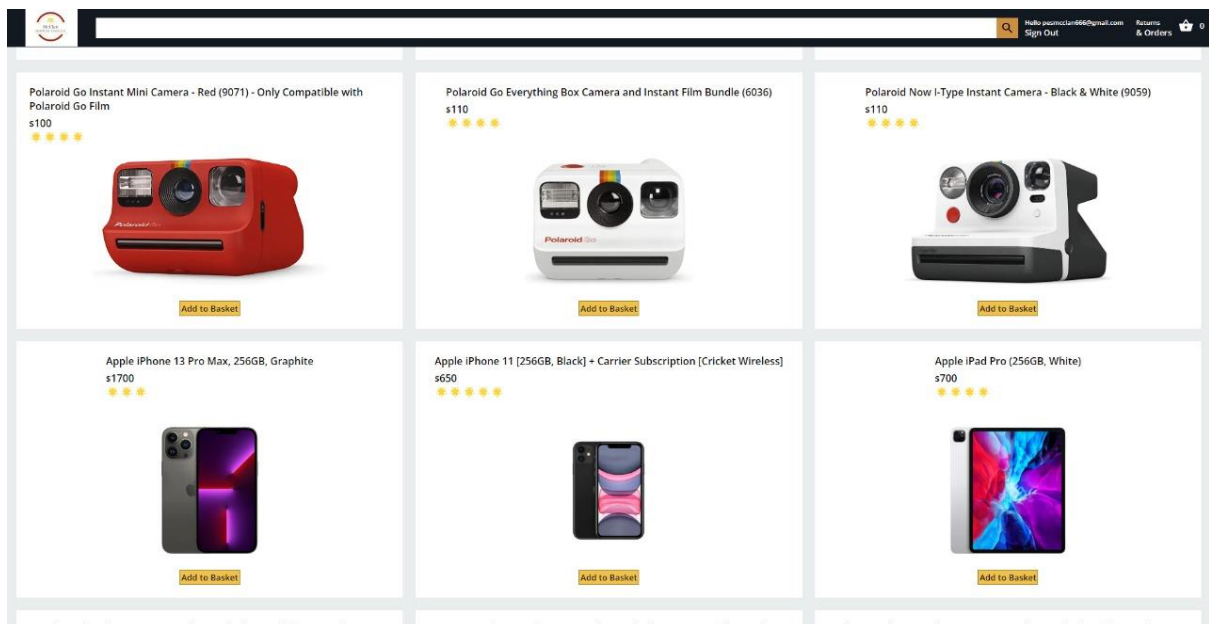 Hello pesmcclan666@gmail.com
Sign Out
Returns
& Orders
0
Polaroid Go Instant Mini Camera - Red (9071) - Only Compatible with
Polaroid Go Film
$100
Polaroid Go
Add to Basket
Polaroid Go Everything Box Camera and Instant Film Bundle (6036)
$110
Polaroid Go
Add to Basket
Polaroid Now I-Type Instant Camera - Black & White (9059)
$110
Add to Basket
Apple iPhone 13 Pro Max, 256GB, Graphite
$1700
Add to Basket
Apple iPhone 11 [256GB, Black] + Carrier Subscription [Cricket Wireless]
$650
Add to Basket
Apple iPad Pro (256GB, White)
$700
Add to Basket